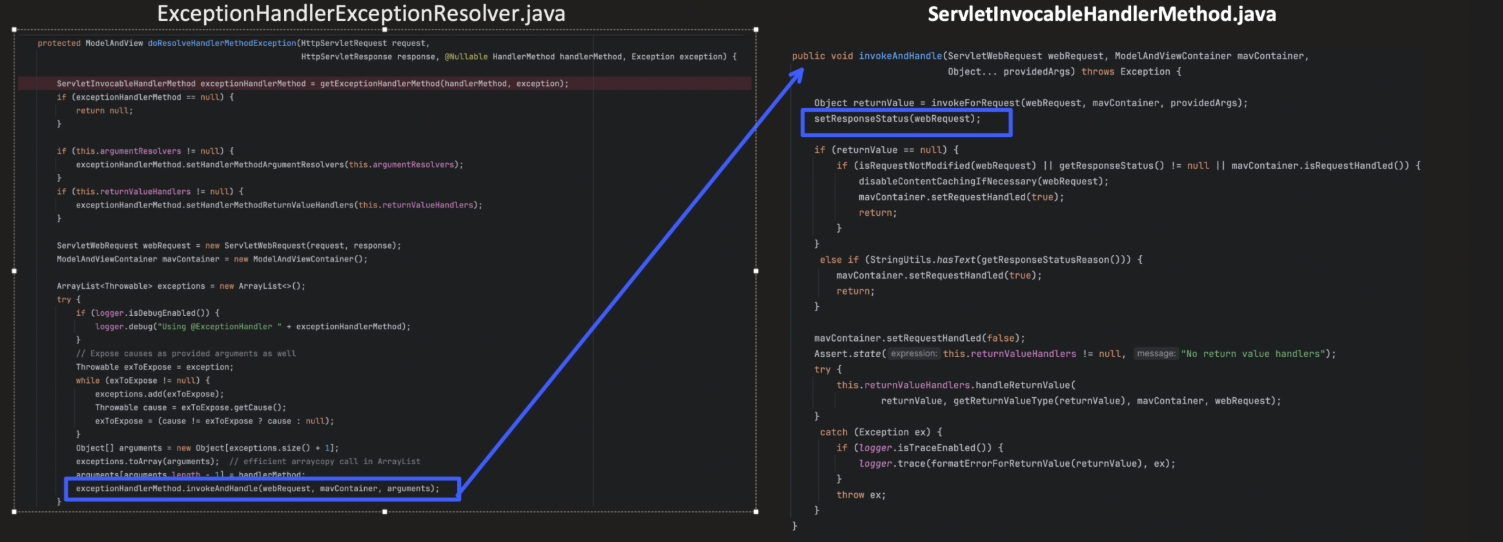 ExceptionHandlerExceptionResolver.java
protected ModelAndView doResolveHandlerMethodException(HttpServletRequest request,
HttpServletResponse response, @Nullable HandlerMethod handlerMethod, Exception exception) {
ServletInvocableHandlerMethod exceptionHandlerMethod = getExceptionHandlerMethod(handlerMethod, exception);
if (exceptionHandlerMethod == null) {
return null;
}
if (this.argumentResolvers != null) {
exceptionHandlerMethod.setHandlerMethodArgumentResolvers(this.argumentResolvers);
}
if (this.returnValueHandlers != null) {
exceptionHandlerMethod.setHandlerMethodReturnValueHandlers(this.returnValueHandlers);
}
ServletWebRequest webRequest = new ServletWebRequest(request, response);
ModelAndViewContainer mavContainer = new ModelAndViewContainer();
ArrayList<Throwable> exceptions = new ArrayList<>();
try {
if (logger.isDebugEnabled()) {
logger.debug("Using @ExceptionHandler " + exceptionHandlerMethod);
}
// Expose causes as provided arguments as well
Throwable exToExpose = exception;
while (exToExpose != null) {
exceptions.add(exToExpose);
Throwable cause = exToExpose.getCause();
exToExpose = (cause != exToExpose ? cause : null);
}
Object[] arguments = new Object[exceptions.size() + 1];
exceptions.toArray(arguments);  // efficient arraycopy call in ArrayList
arguments[arguments.length - 1] = handlerMethod;
exceptionHandlerMethod.invokeAndHandle(webRequest, mavContainer, arguments);
}
ServletInvocableHandlerMethod.java
public void invokeAndHandle(ServletWebRequest webRequest, ModelAndViewContainer mavContainer,
Object... providedArgs) throws Exception {
Object returnValue = invokeForRequest(webRequest, mavContainer, providedArgs);
setResponseStatus(webRequest);
if (returnValue == null) {
if (isRequestNotModified(webRequest) || getResponseStatus() != null || mavContainer.isRequestHandled()) {
disableContentCachingIfNecessary(webRequest);
mavContainer.setRequestHandled(true);
return;
}
}
else if (StringUtils.hasText(getResponseStatusReason())) {
mavContainer.setRequestHandled(true);
return;
}
mavContainer.setRequestHandled(false);
Assert.state( expression: this.returnValueHandlers != null, message: "No return value handlers");
try {
this.returnValueHandlers.handleReturnValue(
returnValue, getReturnValueType(returnValue), mavContainer, webRequest);
}
catch (Exception ex) {
if (logger.isTraceEnabled()) {
logger.trace(formatErrorForReturnValue(returnValue), ex);
}
throw ex;
}
}